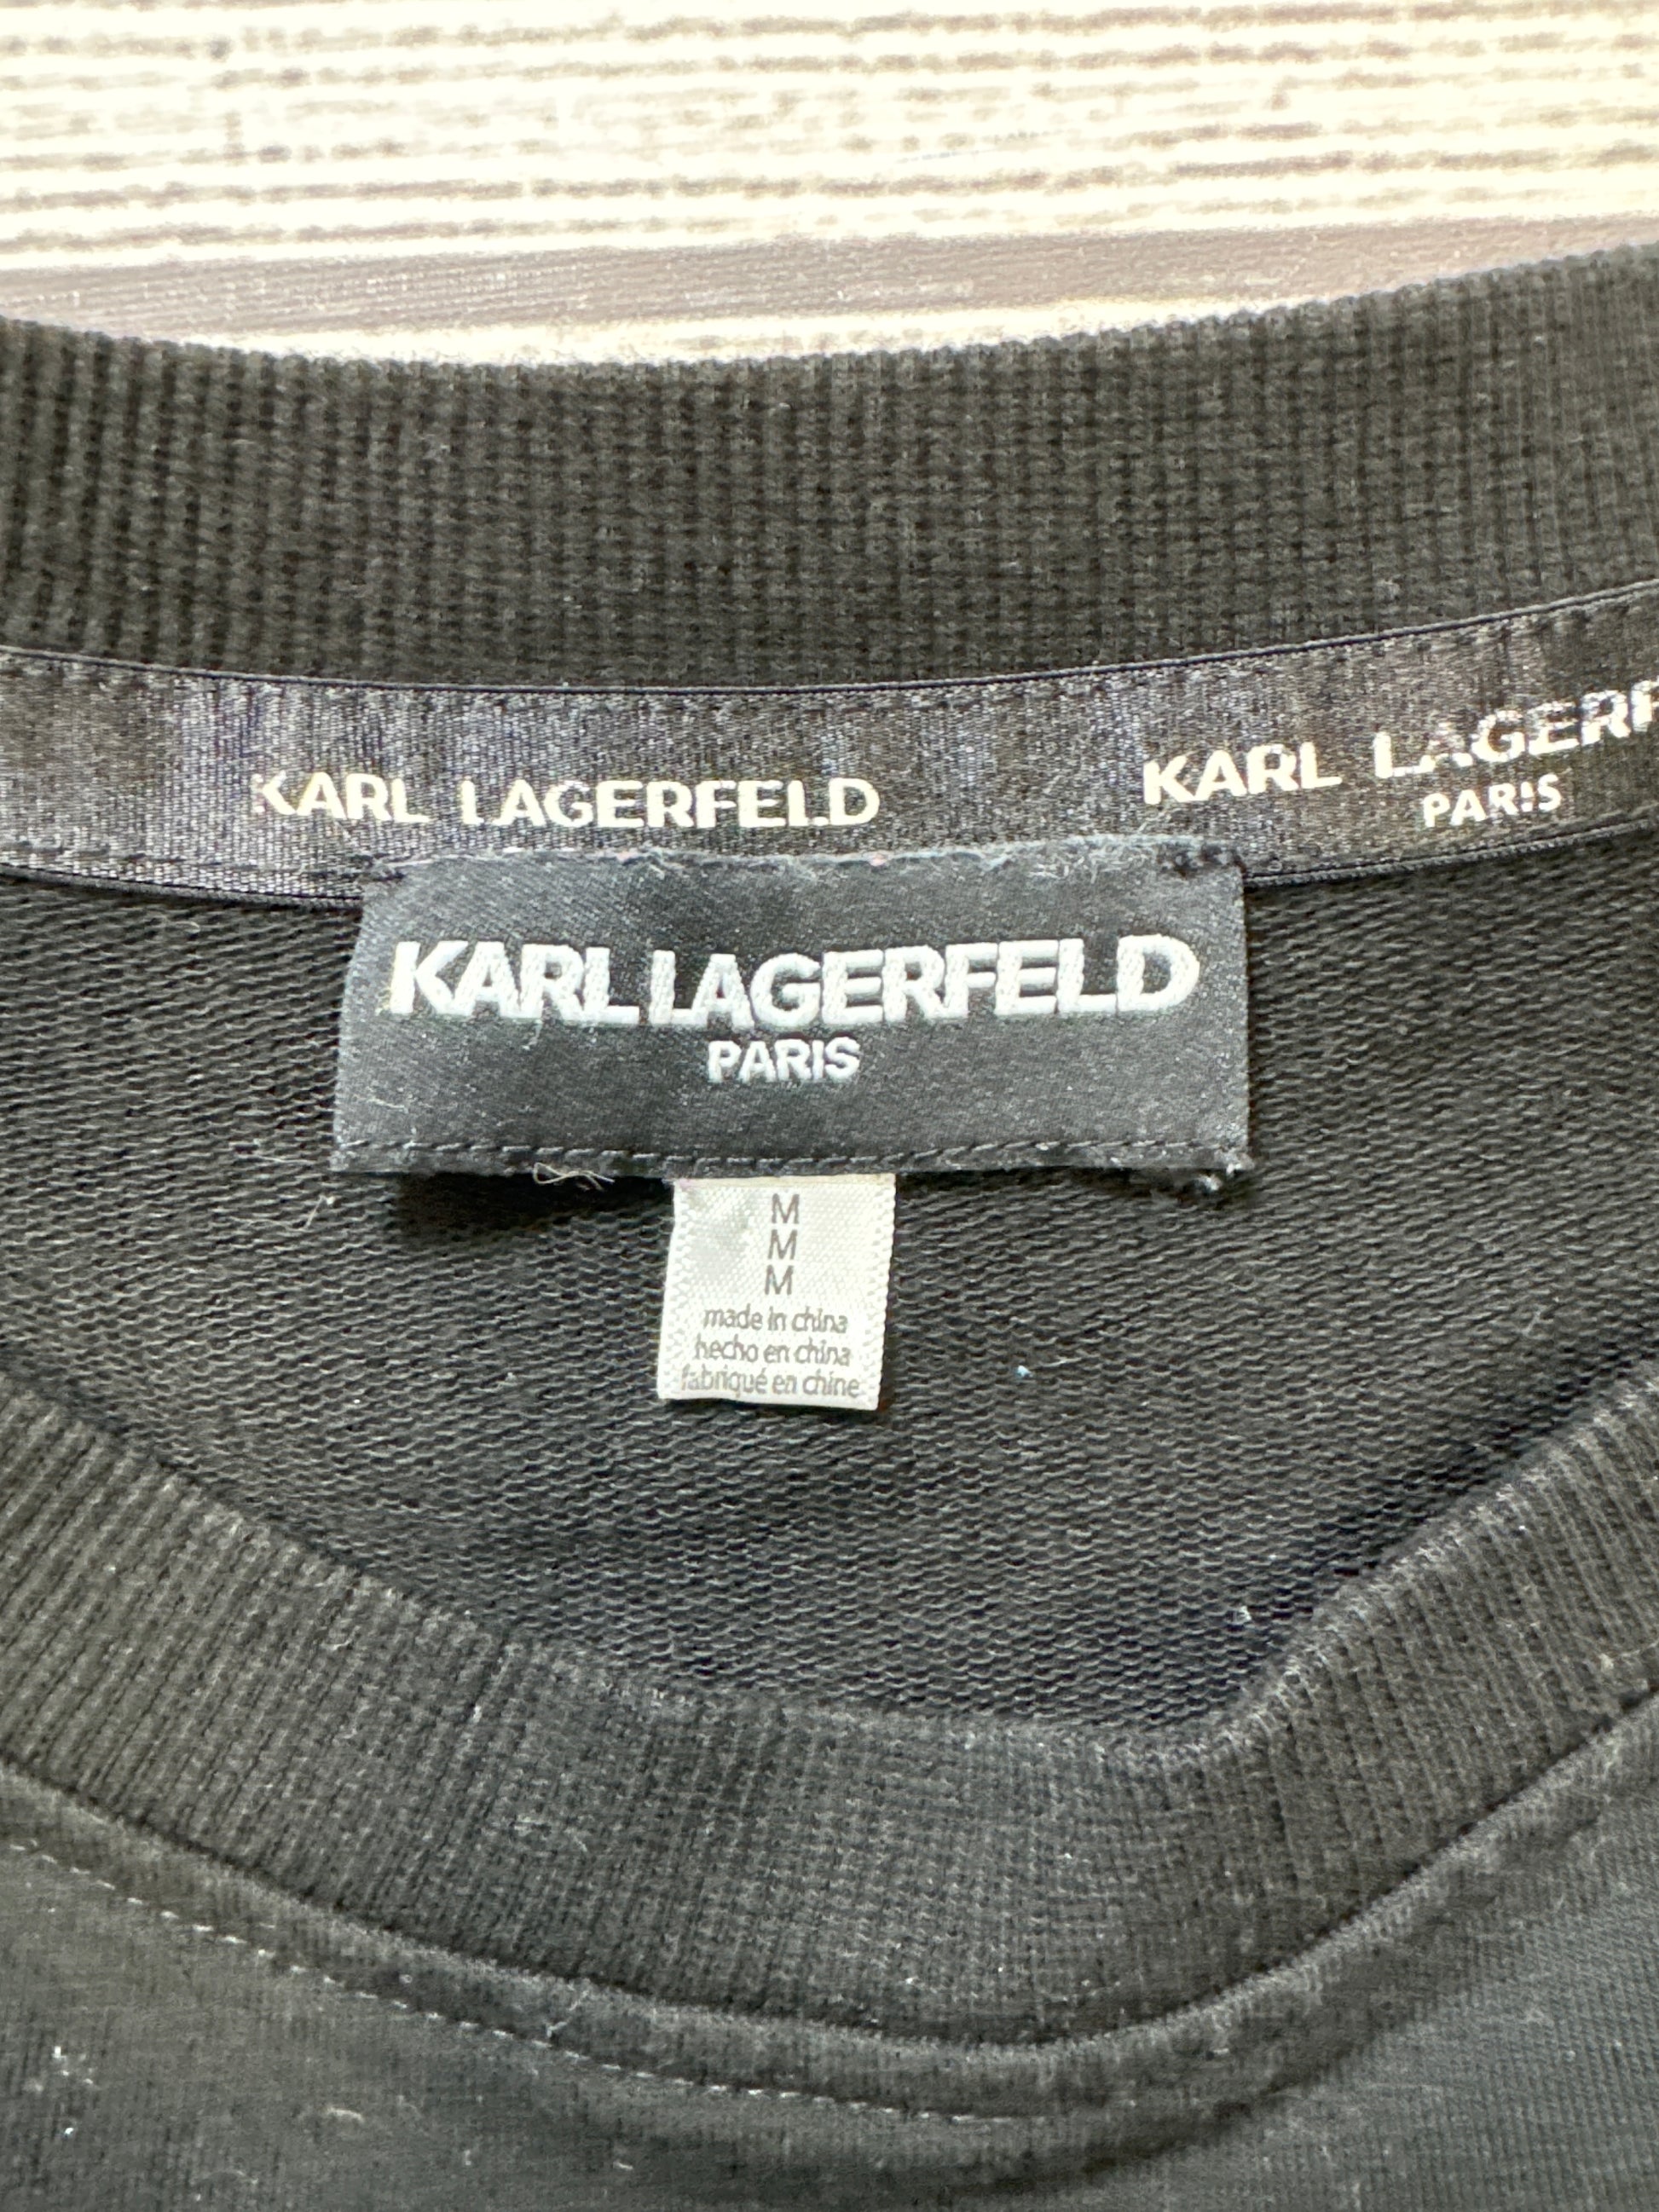 KARL LAGERFELD
KARL LAGERF
PARIS
KARL LAGERFELD
PARIS
M
M
M
made in china
hecho en china
fabriqué en chine